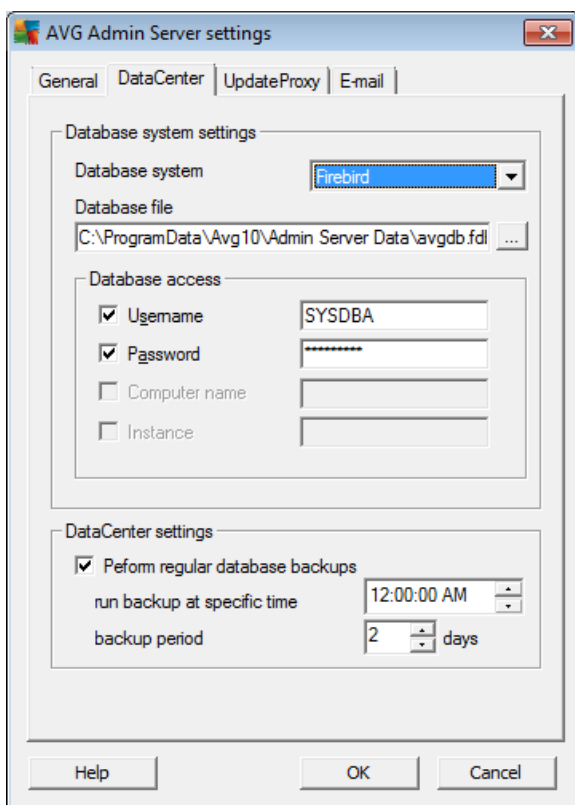 AVG Admin Server settings
General DataCenter UpdateProxy E-mail
Database system settings
Database system Firebird
Database file
C:\ProgramData\Avg10\Admin Server Data\avgdb.fdl ...
Database access
Username SYSDBA
Password *********
Computer name
Instance
DataCenter settings
Peform regular database backups
run backup at specific time 12:00:00 AM
backup period 2 days
Help OK Cancel